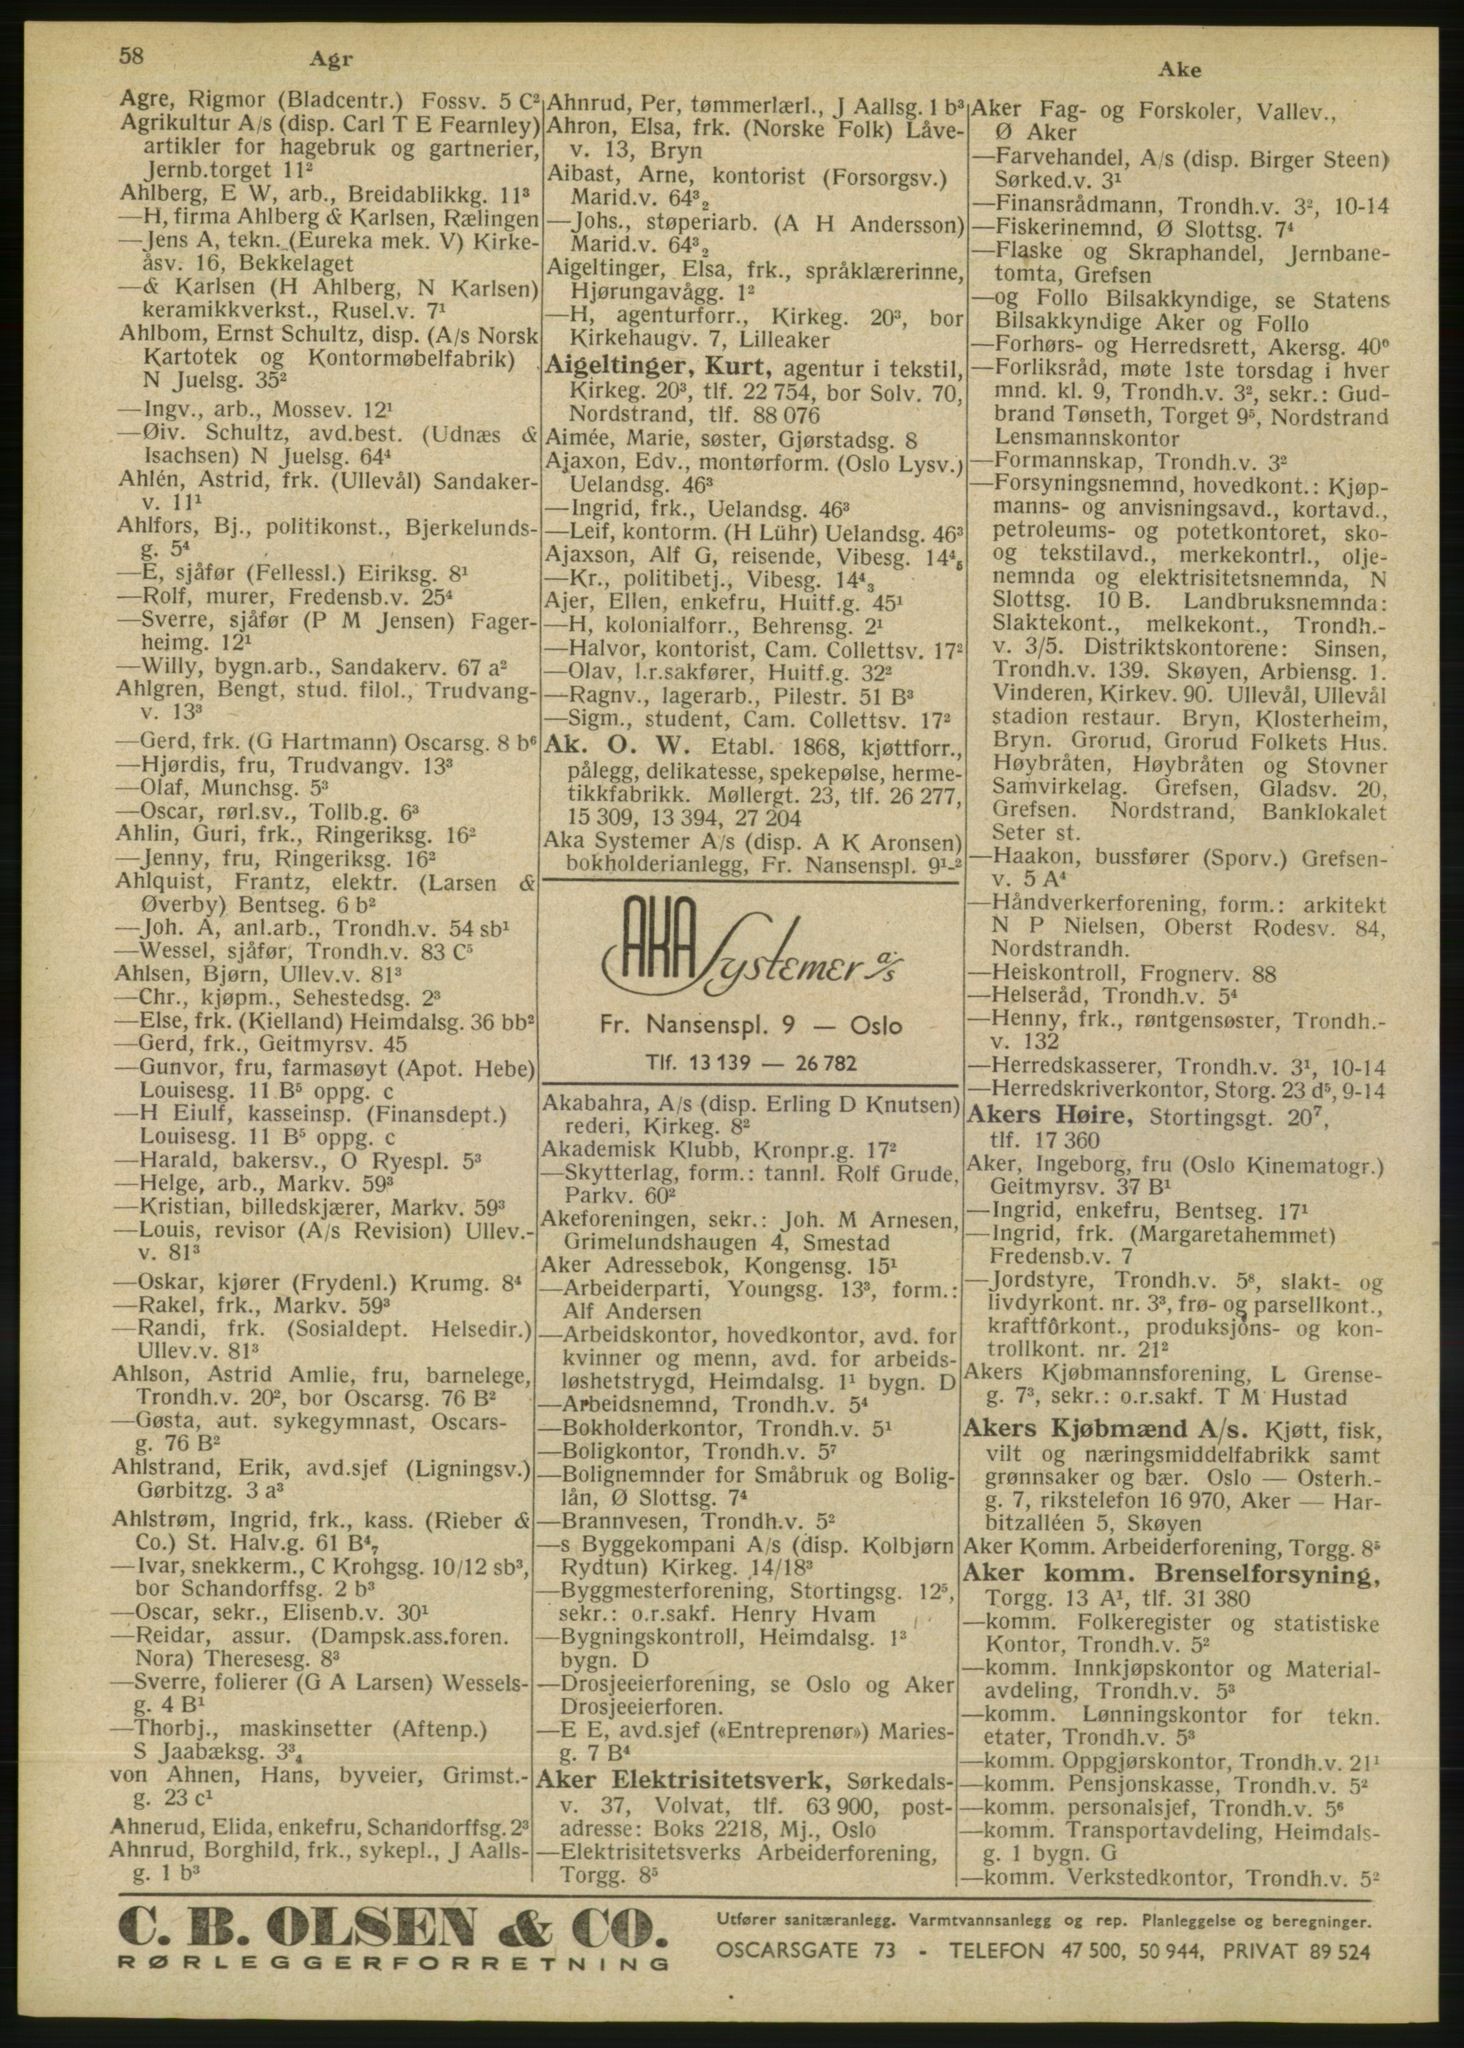 58
Agr
Ake
Agre, Rigmor (Bladcentr.) Fossv. 5 C²
Agrikultur A/s (disp. Carl T E Fearnley)
artikler for hagebruk og gartnerier,
Jernb.torget 11²
Ahlberg, E W, arb., Breidablikkg. 11³
—H, firma Ahlberg & Karlsen, Rælingen
—Jens A, tekn. (Eureka mek. V) Kirke-
åsv. 16, Bekkelaget
—& Karlsen (H Ahlberg, N Karlsen)
keramikkverkst., Rusel.v. 7¹
Ahlbom, Ernst Schultz, disp. (A/s Norsk
Kartotek og Kontormøbelfabrik)
N Juelsg. 35²
—Ingv., arb., Mossev. 12¹
—Øiv. Schultz, avd.best. (Udnæs &
Isachsen) N Juelsg. 64⁴
Ahlén, Astrid, frk. (Ullevål) Sandaker-
v. 11¹
Ahlfors, Bj., politikonst., Bjerkelunds-
g. 5⁴
—E, sjåfør (Fellessl.) Eiriksg. 8¹
—Rolf, murer, Fredensb.v. 25⁴
—Sverre, sjåfør (P M Jensen) Fager-
heimg. 12¹
—Willy, bygn.arb., Sandakerv. 67 a²
Ahlgren, Bengt, stud. filol., Trudvang-
v. 13³
—Gerd, frk. (G Hartmann) Oscarsg. 8 b⁶
—Hjørdis, fru, Trudvangv. 13³
—Olaf, Munchsg. 5³
—Oscar, rørl.sv., Tollb.g. 6³
Ahlin, Guri, frk., Ringeriksg. 16²
—Jenny, fru, Ringeriksg. 16²
Ahlquist, Frantz, elektr. (Larsen &
Øverby) Bentseg. 6 b²
—Joh. A, anl.arb., Trondh.v. 54 sb¹
—Wessel, sjåfør, Trondh.v. 83 C⁵
Ahlsen, Bjørn, Ullev.v. 81³
—Chr., kjøpm., Sehestedsg. 2³
—Else, frk. (Kielland) Heimdalsg. 36 bb²
—Gerd, frk., Geitmyrsv. 45
—Gunvor, fru, farmasøyt (Apot. Hebe)
Louisesg. 11 B⁵ oppg. c
—H Eiulf, kasseinsp. (Finansdept.)
Louisesg. 11 B⁵ oppg. c
—Harald, bakersv., O Ryespl. 5³
—Helge, arb., Markv. 59³
—Kristian, billedskjærer, Markv. 59³
—Louis, revisor (A/s Revision) Ullev.-
v. 81³
—Oskar, kjører (Frydenl.) Krumg. 8⁴
—Rakel, frk., Markv. 59³
—Randi, frk. (Sosialdept. Helsedir.)
Ullev.v. 81³
Ahlson, Astrid Amlie, fru, barnelege,
Trondh.v. 20², bor Oscarsg. 76 B²
—Gøsta, aut. sykegymnast, Oscars-
g. 76 B²
Ahlstrand, Erik, avd.sjef (Ligningsv.)
Gørbitzg. 3 a³
Ahlstrøm, Ingrid, frk., kass. (Rieber &
Co.) St. Halv.g. 61 B⁴₇
—Ivar, snekkerm., C Krohgsg. 10/12 sb³,
bor Schandorffsg. 2 b³
—Oscar, sekr., Elisenb.v. 30¹
—Reidar, assur. (Dampsk.ass.foren.
Nora) Theresesg. 8³
—Sverre, folierer (G A Larsen) Wessels-
g. 4 B¹
—Thorbj., maskinsetter (Aftenp.)
S Jaabæksg. 3³₄
von Ahnen, Hans, byveier, Grimst.-
g. 23 c¹
Ahnerud, Elida, enkefru, Schandorffsg. 2³
Ahnrud, Borghild, frk., sykepl., J Aalls-
g. 1 b³
Ahnrud, Per, tømmerlærl., J Aallsg. 1 b³
Ahron, Elsa, frk. (Norske Folk) Låve-
v. 13, Bryn
Aibast, Arne, kontorist (Forsorgsv.)
Marid.v. 64³₂
—Johs., støperiarb. (A H Andersson)
Marid.v. 64³₂
Aigeltinger, Elsa, frk., språklærerinne,
Hjørungavågg. 1²
—H, agenturforr., Kirkeg. 20³, bor
Kirkehaugv. 7, Lilleaker
Aigeltinger, Kurt, agentur i tekstil,
Kirkeg. 20³, tlf. 22 754, bor Solv. 70,
Nordstrand, tlf. 88 076
Aimée, Marie, søster, Gjørstadsg. 8
Ajaxon, Edv., montørform. (Oslo Lysv.)
Uelandsg. 46³
—Ingrid, frk., Uelandsg. 46³
—Leif, kontorm. (H Lühr) Uelandsg. 46³
Ajaxson, Alf G, reisende, Vibesg. 14⁴₅
—Kr., politibetj., Vibesg. 14⁴₃
Ajer, Ellen, enkefru, Huitf.g. 45¹
—H, kolonialforr., Behrensg. 2¹
—Halvor, kontorist, Cam. Collettsv. 17²
—Olav, l.r.sakfører, Huitf.g. 32²
—Ragnv., lagerarb., Pilestr. 51 B³
—Sigm., student, Cam. Collettsv. 17²
Ak. O. W. Etabl. 1868, kjøttforr.,
pålegg, delikatesse, spekepølse, herme-
tikkfabrikk. Møllergt. 23, tlf. 26 277,
15 309, 13 394, 27 204
Aka Systemer A/s (disp. A K Aronsen)
bokholderianlegg, Fr. Nansenspl. 9¹-²
AKA Systemer a/s
Fr. Nansenspl. 9 — Oslo
Tlf. 13 139 — 26 782
Akabahra, A/s (disp. Erling D Knutsen)
rederi, Kirkeg. 8²
Akademisk Klubb, Kronpr.g. 17²
—Skytterlag, form.: tannl. Rolf Grude,
Parkv. 60²
Akeforeningen, sekr.: Joh. M Arnesen,
Grimelundshaugen 4, Smestad
Aker Adressebok, Kongensg. 15¹
—Arbeiderparti, Youngsg. 13³, form.:
Alf Andersen
—Arbeidskontor, hovedkontor, avd. for
kvinner og menn, avd. for arbeids-
løshetstrygd, Heimdalsg. 1¹ bygn. D
—Arbeidsnemnd, Trondh.v. 5⁴
—Bokholderkontor, Trondh.v. 5¹
—Boligkontor, Trondh.v. 5⁷
—Bolignemnder for Småbruk og Bolig-
lån, Ø Slottsg. 7⁴
—Brannvesen, Trondh.v. 5²
—s Byggekompani A/s (disp. Kolbjørn
Rydtun) Kirkeg. 14/18³
—Byggmesterforening, Stortingsg. 12⁵,
sekr.: o.r.sakf. Henry Hvam
—Bygningskontroll, Heimdalsg. 1³
bygn. D
—Drosjeeierforening, se Oslo og Aker
Drosjeeierforen.
—E E, avd.sjef («Entreprenør») Maries-
g. 7 B⁴
Aker Elektrisitetsverk, Sørkedals-
v. 37, Volvat, tlf. 63 900, post-
adresse: Boks 2218, Mj., Oslo
—Elektrisitetsverks Arbeiderforening,
Torgg. 8⁵
Aker Fag- og Forskoler, Vallev.,
Ø Aker
—Farvehandel, A/s (disp. Birger Steen)
Sørked.v. 3¹
—Finansrådmann, Trondh.v. 3², 10-14
—Fiskerinemnd, Ø Slottsg. 7⁴
—Flaske og Skraphandel, Jernbane-
tomta, Grefsen
—og Follo Bilsakkyndige, se Statens
Bilsakkyndige Aker og Follo
—Forhørs- og Herredsrett, Akersg. 40⁶
—Forliksråd, møte 1ste torsdag i hver
mnd. kl. 9, Trondh.v. 3², sekr.: Gud-
brand Tønseth, Torget 9⁵, Nordstrand
Lensmannskontor
—Formannskap, Trondh.v. 3²
—Forsyningsnemnd, hovedkont.: Kjøp-
manns- og anvisningsavd., kortavd.,
petroleums- og potetkontoret, sko-
og tekstilavd., merkekontrl., olje-
nemnda og elektrisitetsnemnda, N
Slottsg. 10 B. Landbruksnemnda:
Slaktekont., melkekont., Trondh.-
v. 3/5. Distriktskontorene: Sinsen,
Trondh.v. 139. Skøyen, Arbiensg. 1.
Vinderen, Kirkev. 90. Ullevål, Ullevål
stadion restaur. Bryn, Klosterheim,
Bryn. Grorud, Grorud Folkets Hus.
Høybråten, Høybråten og Stovner
Samvirkelag. Grefsen, Gladsv. 20,
Grefsen. Nordstrand, Banklokalet
Seter st.
—Haakon, bussfører (Sporv.) Grefsen-
v. 5 A⁴
—Håndverkerforening, form.: arkitekt
N P Nielsen, Oberst Rodesv. 84,
Nordstrandh.
—Heiskontroll, Frognerv. 88
—Helseråd, Trondh.v. 5⁴
—Henny, frk., røntgensøster, Trondh.-
v. 132
—Herredskasserer, Trondh.v. 3¹, 10-14
—Herredskriverkontor, Storg. 23 d⁵, 9-14
Akers Høire, Stortingsgt. 20⁷,
tlf. 17 360
Aker, Ingeborg, fru (Oslo Kinematogr.)
Geitmyrsv. 37 B¹
—Ingrid, enkefru, Bentseg. 17¹
—Ingrid, frk. (Margaretahemmet)
Fredensb.v. 7
—Jordstyre, Trondh.v. 5⁸, slakt- og
livdyrkont. nr. 3³, frø- og parsellkont.,
kraftfôrkont., produksjons- og kon-
trollkont. nr. 21²
Akers Kjøbmannsforening, L Grense-
g. 7³, sekr.: o.r.sakf. T M Hustad
Akers Kjøbmænd A/s. Kjøtt, fisk,
vilt og næringsmiddelfabrikk samt
grønnsaker og bær. Oslo — Osterh.-
g. 7, rikstelefon 16 970, Aker — Har-
bitzalléen 5, Skøyen
Aker Komm. Arbeiderforening, Torgg. 8⁵
Aker komm. Brenselforsyning,
Torgg. 13 A¹, tlf. 31 380
—komm. Folkeregister og statistiske
Kontor, Trondh.v. 5²
—komm. Innkjøpskontor og Material-
avdeling, Trondh.v. 5³
—komm. Lønningskontor for tekn.
etater, Trondh.v. 5³
—komm. Oppgjørskontor, Trondh.v. 21¹
—komm. Pensjonskasse, Trondh.v. 5²
—komm. personalsjef, Trondh.v. 5⁶
—komm. Transportavdeling, Heimdals-
g. 1 bygn. G
—komm. Verkstedkontor, Trondh.v. 5²
C. B. OLSEN & CO.
RØRLEGGERFORRETNING
Utfører sanitæranlegg. Varmtvannsanlegg og rep. Planleggelse og beregninger.
OSCARSGATE 73 - TELEFON 47 500, 50 944, PRIVAT 89 524